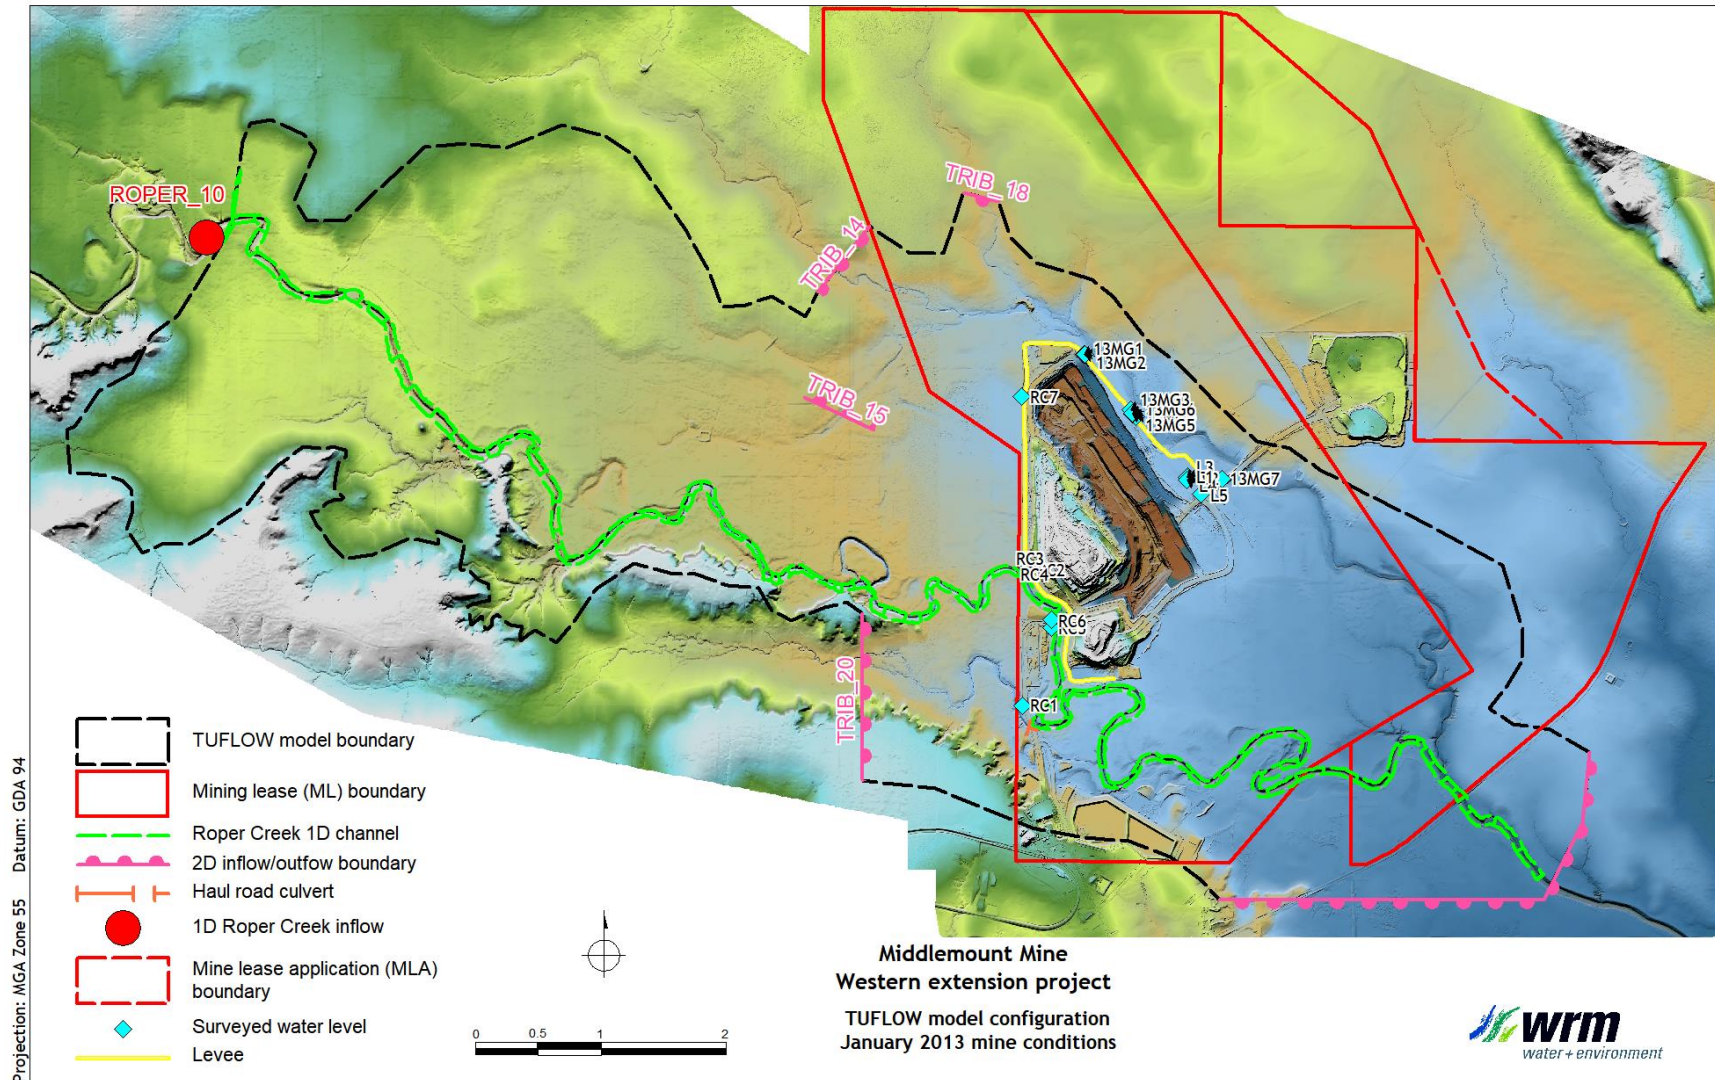 ROPER_10
TRIB_14
TRIB_18
TRIB_15
TRIB_20
13MG1
13MG2
13MG3
13MG6
13MG5
L3
L5
13MG7
RC7
RC3
RC4
RC6
RC1
TUFLOW model boundary
Mining lease (ML) boundary
Roper Creek 1D channel
2D inflow/outfow boundary
Haul road culvert
1D Roper Creek inflow
Mine lease application (MLA)
boundary
Surveyed water level
Levee
0 0.5 1 2
Middlemount Mine
Western extension project
TUFLOW model configuration
January 2013 mine conditions
wrm
water + environment
Projection: MGA Zone 55 Datum: GDA 94